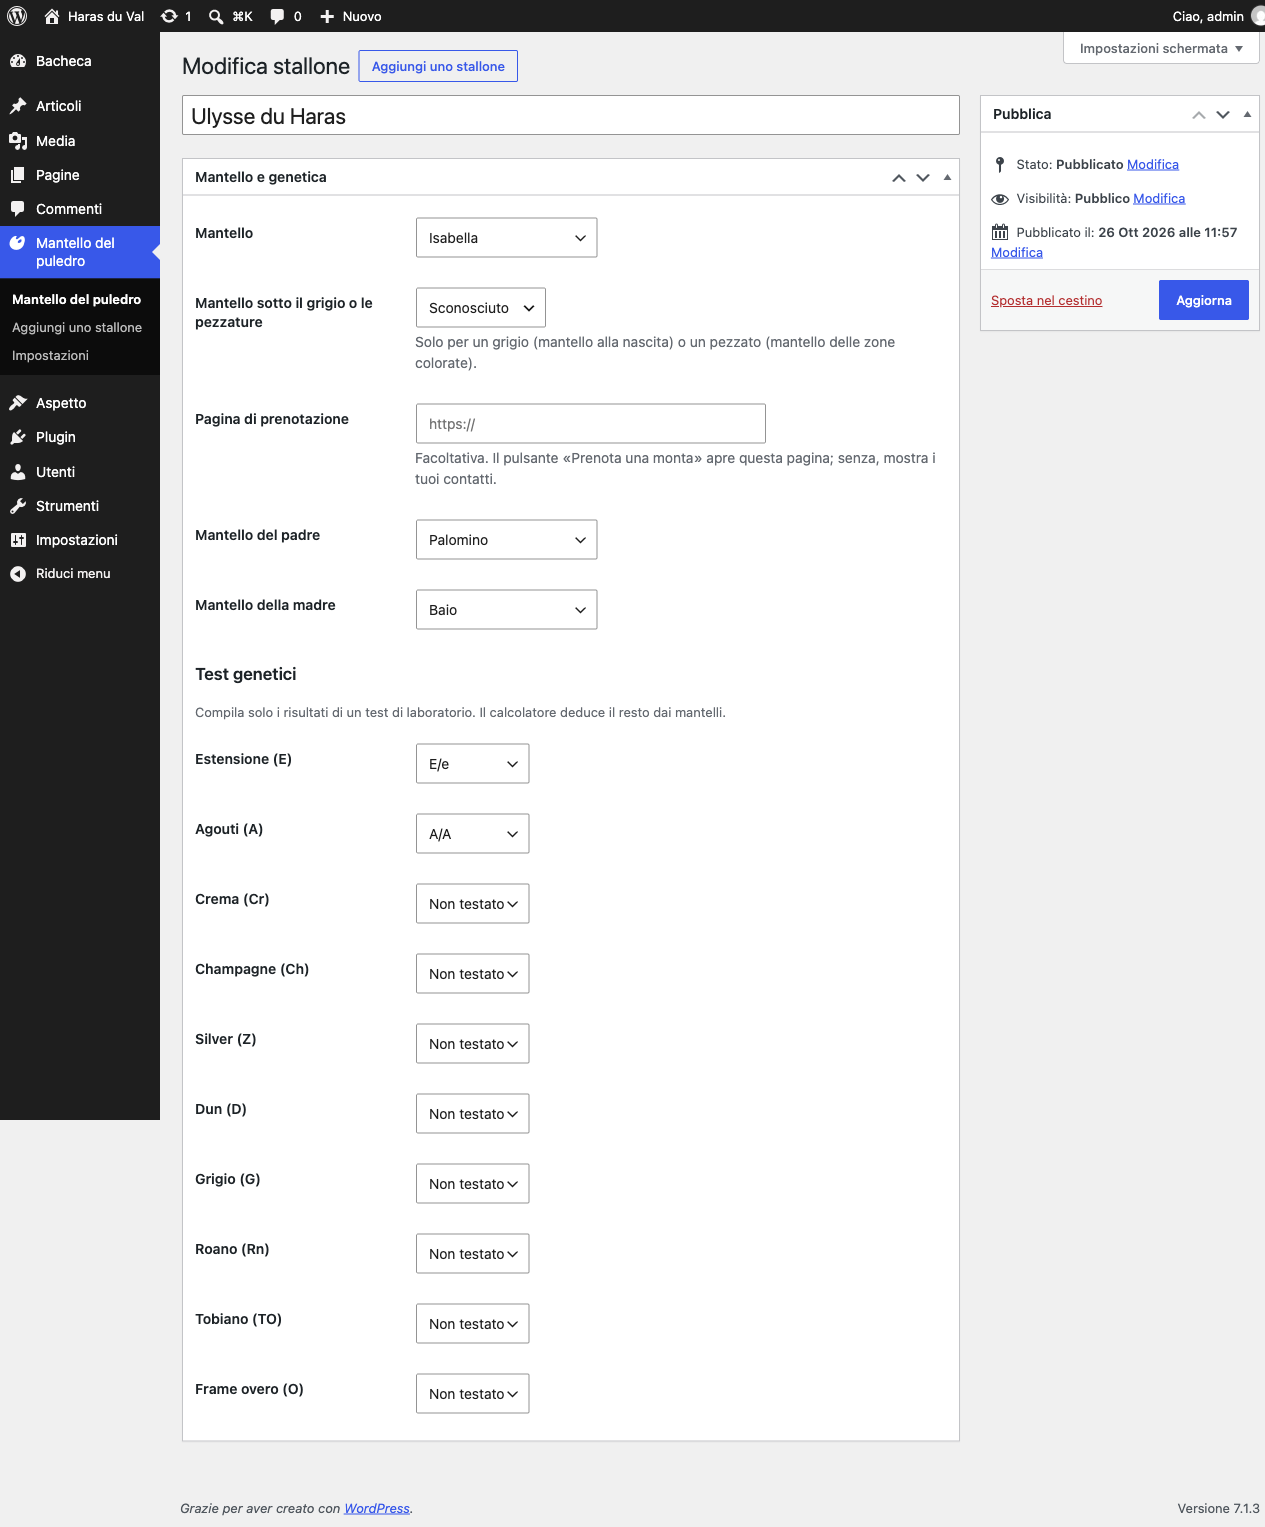 Haras du Val
1
⌘K
0
Nuovo
Ciao, admin
Bacheca
Articoli
Media
Pagine
Commenti
Mantello del
puledro
Mantello del puledro
Aggiungi uno stallone
Impostazioni
Aspetto
Plugin
Utenti
Strumenti
Impostazioni
Riduci menu
Impostazioni schermata
Modifica stallone
Aggiungi uno stallone
Ulysse du Haras
Mantello e genetica
Mantello
Isabella
Mantello sotto il grigio o le
pezzature
Sconosciuto
Solo per un grigio (mantello alla nascita) o un pezzato (mantello delle zone
colorate).
Pagina di prenotazione
https://
Facoltativa. Il pulsante «Prenota una monta» apre questa pagina; senza, mostra i
tuoi contatti.
Mantello del padre
Palomino
Mantello della madre
Baio
Test genetici
Compila solo i risultati di un test di laboratorio. Il calcolatore deduce il resto dai mantelli.
Estensione (E)
E/e
Agouti (A)
A/A
Crema (Cr)
Non testato
Champagne (Ch)
Non testato
Silver (Z)
Non testato
Dun (D)
Non testato
Grigio (G)
Non testato
Roano (Rn)
Non testato
Tobiano (TO)
Non testato
Frame overo (O)
Non testato
Pubblica
Stato: Pubblicato Modifica
Visibilità: Pubblico Modifica
Pubblicato il: 26 Ott 2026 alle 11:57
Modifica
Sposta nel cestino
Aggiorna
Grazie per aver creato con WordPress.
Versione 7.1.3